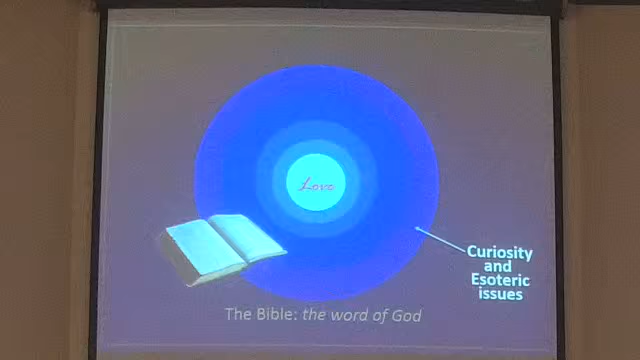 Love
Curiosity
and
Esoteric
issues
The Bible: the word of God